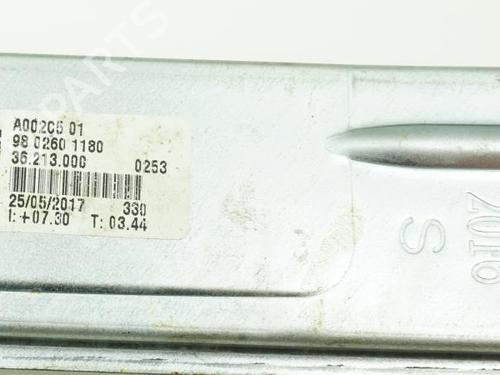 A002C5 01
98 0260 1180
36.213.000 0253
25/05/2017 330
I: +07.30 T: 03.44
S